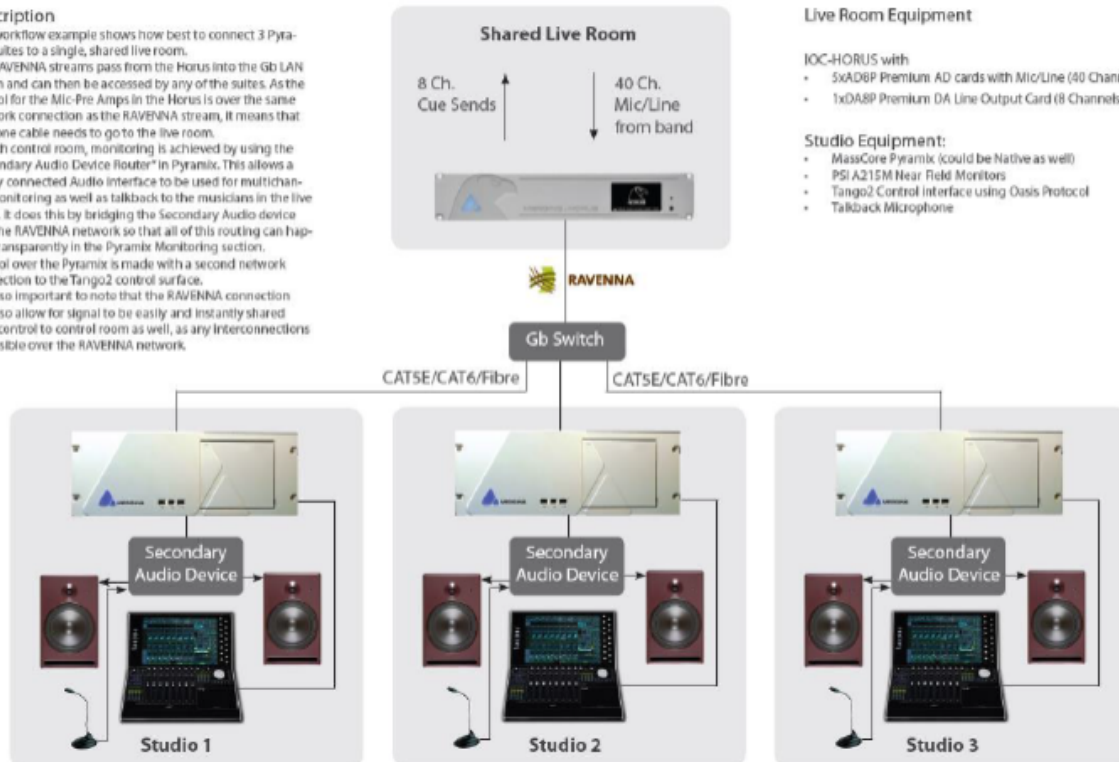 cription
workflow example shows how best to connect 3 Pyra-
uites to a single, shared live room.
AVENNA streams pass from the Horus into the Gb LAN
h and can then be accessed by any of the suites. As the
ol for the Mic-Pre Amps in the Horus is over the same
ork connection as the RAVENNA stream, it means that
one cable needs to go to the live room.
ch control room, monitoring is achieved by using the
ndary Audio Device Router" in Pyramix. This allows a
y connected Audio interface to be used for multichan-
onitoring as well as talkback to the musicians in the live
. It does this by bridging the Secondary Audio device
he RAVENNA network so that all of this routing can hap-
ransparently in the Pyramix Monitoring section.
ol over the Pyramix is made with a second network
ection to the Tango2 control surface.
so important to note that the RAVENNA connection
so allow for signal to be easily and instantly shared
control to control room as well, as any interconnections
sible over the RAVENNA network.
Shared Live Room
8 Ch.
Cue Sends
40 Ch.
Mic/Line
from band
RAVENNA
Gb Switch
CAT5E/CAT6/Fibre
CAT5E/CAT6/Fibre
Live Room Equipment
IOC-HORUS with
• 5xAD8P Premium AD cards with Mic/Line (40 Chann
• 1xDA8P Premium DA Line Output Card (8 Channels
Studio Equipment:
• MassCore Pyramix (could be Native as well)
• PSI A215M Near Field Monitors
• Tango2 Control interface using Oasis Protocol
• Talkback Microphone
Secondary
Audio Device
Studio 1
Secondary
Audio Device
Studio 2
Secondary
Audio Device
Studio 3